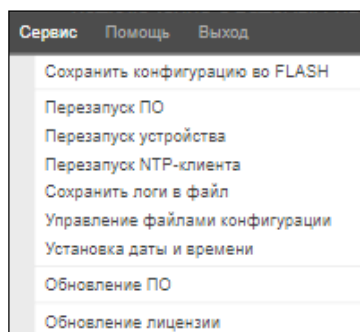 Сервис Помощь Выход
Сохранить конфигурацию во FLASH
Перезапуск ПО
Перезапуск устройства
Перезапуск NTP-клиента
Сохранить логи в файл
Управление файлами конфигурации
Установка даты и времени
Обновление ПО
Обновление лицензии